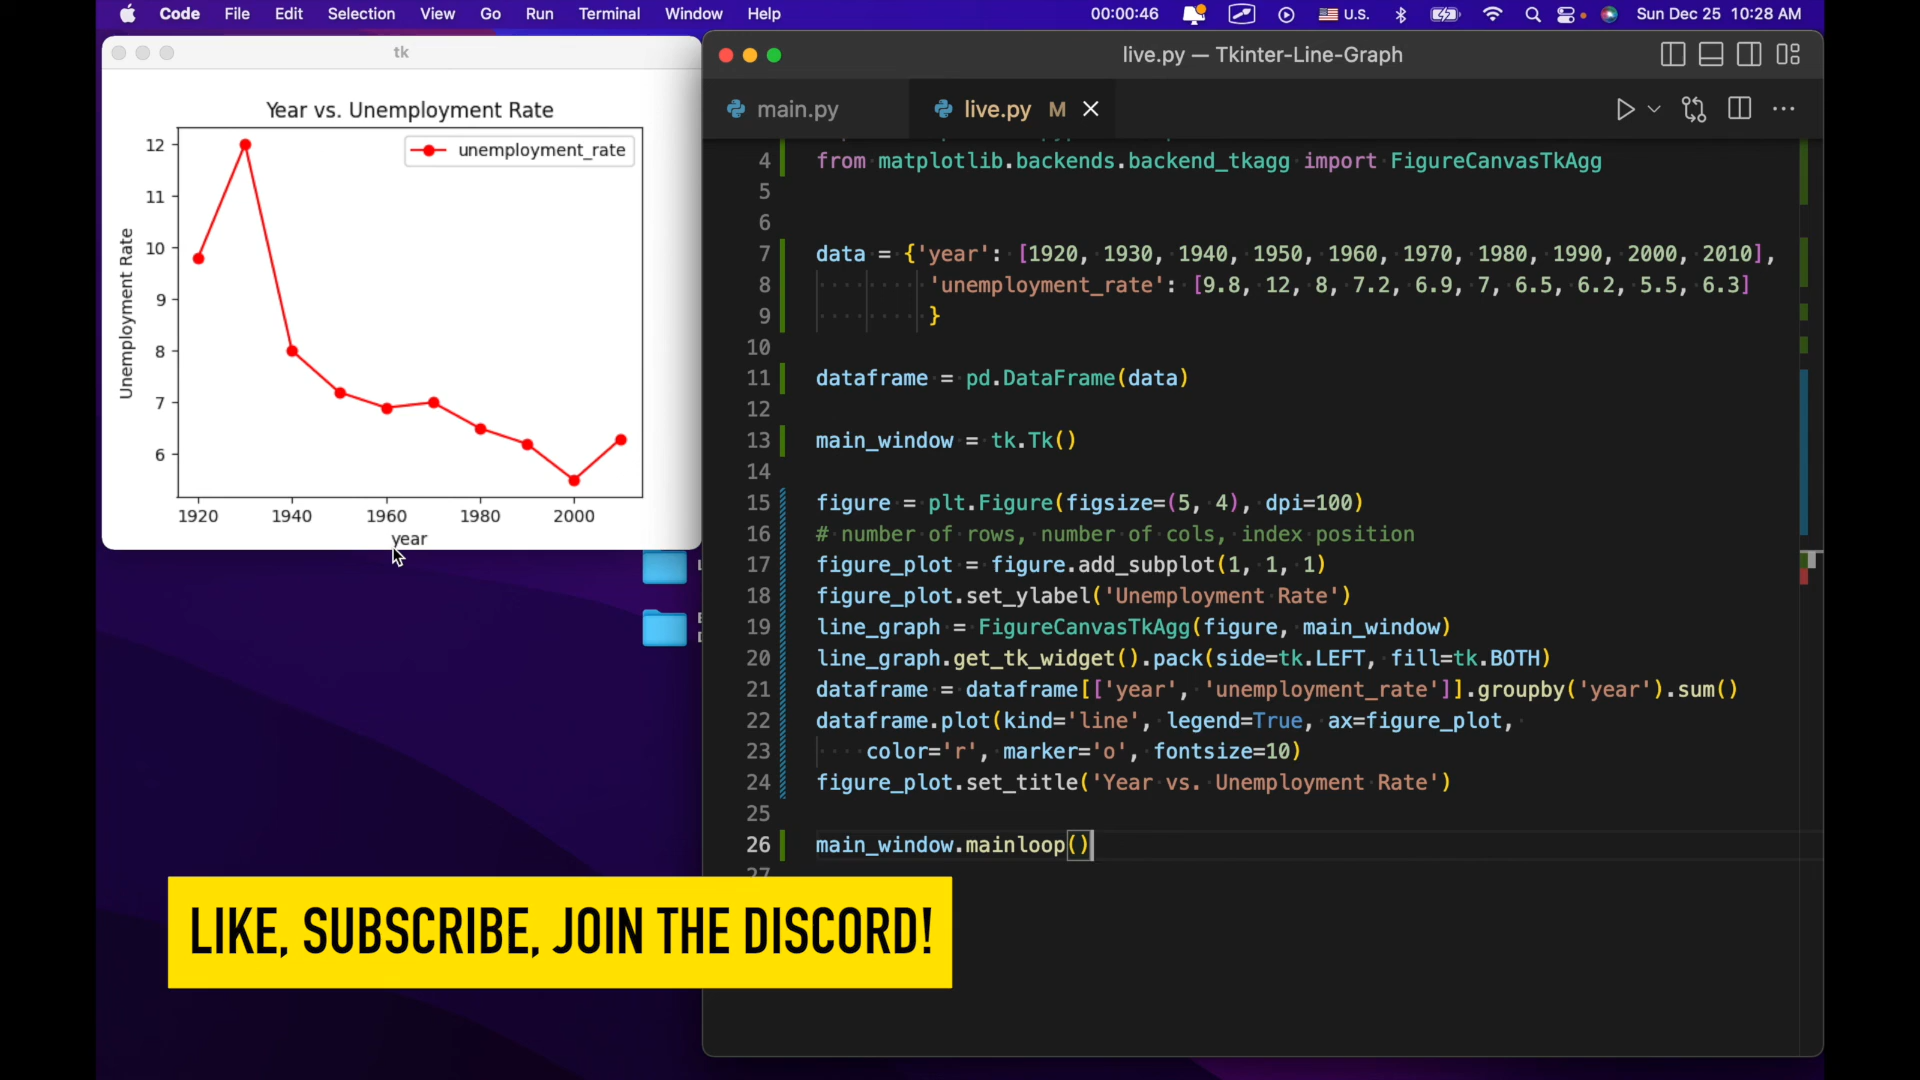 Code File Edit Selection View Go Run Terminal Window Help 00:00:46 U.S. Sun Dec 25 10:28 AM
tk
Year vs. Unemployment Rate
unemployment_rate
12
11
10
9
8
7
6
Unemployment Rate
1920 1940 1960 1980 2000
year
live.py — Tkinter-Line-Graph
main.py live.py M
4 from matplotlib.backends.backend_tkagg import FigureCanvasTkAgg
5
6
7 data = {'year': [1920, 1930, 1940, 1950, 1960, 1970, 1980, 1990, 2000, 2010],
8 'unemployment_rate': [9.8, 12, 8, 7.2, 6.9, 7, 6.5, 6.2, 5.5, 6.3]
9 }
10
11 dataframe = pd.DataFrame(data)
12
13 main_window = tk.Tk()
14
15 figure = plt.Figure(figsize=(5, 4), dpi=100)
16 # number of rows, number of cols, index position
17 figure_plot = figure.add_subplot(1, 1, 1)
18 figure_plot.set_ylabel('Unemployment Rate')
19 line_graph = FigureCanvasTkAgg(figure, main_window)
20 line_graph.get_tk_widget().pack(side=tk.LEFT, fill=tk.BOTH)
21 dataframe = dataframe[['year', 'unemployment_rate']].groupby('year').sum()
22 dataframe.plot(kind='line', legend=True, ax=figure_plot,
23 color='r', marker='o', fontsize=10)
24 figure_plot.set_title('Year vs. Unemployment Rate')
25
26 main_window.mainloop()
27
LIKE, SUBSCRIBE, JOIN THE DISCORD!